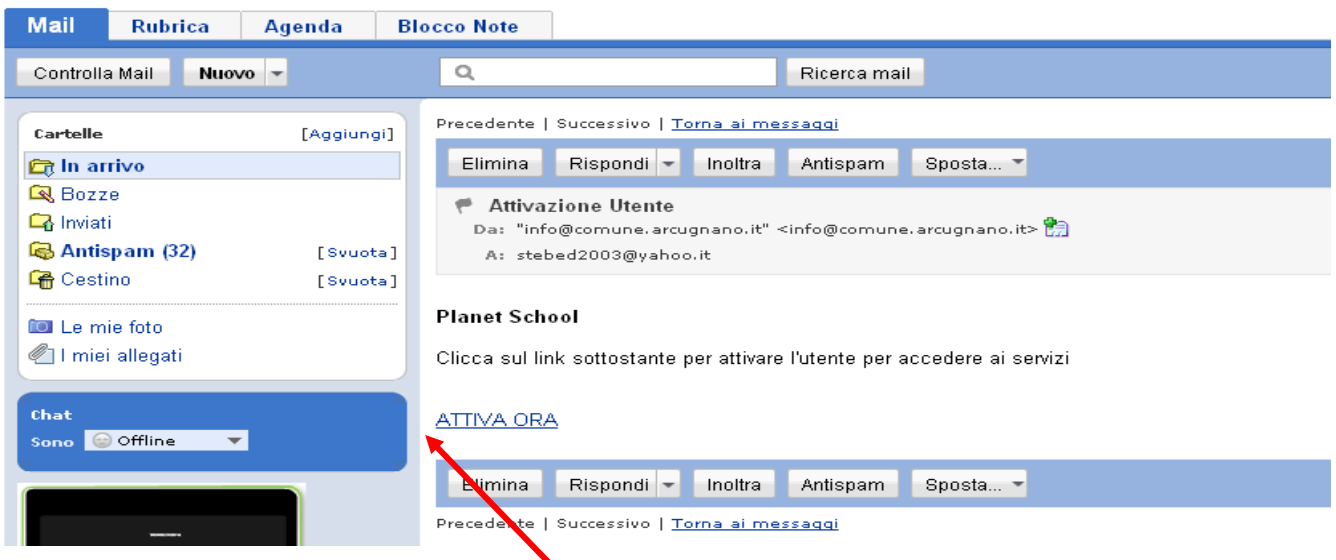 Mail Rubrica Agenda Blocco Note
Controlla Mail Nuovo Ricerca mail
Cartelle [Aggiungi]
In arrivo
Bozze
Inviati
Antispam (32) [Svuota]
Cestino [Svuota]
Le mie foto
I miei allegati
Chat
Sono Offline
Precedente | Successivo | Torna ai messaggi
Elimina Rispondi Inoltra Antispam Sposta...
Attivazione Utente
Da: "info@comune.arcugnano.it" <info@comune.arcugnano.it>
A: stebed2003@yahoo.it
Planet School
Clicca sul link sottostante per attivare l'utente per accedere ai servizi
ATTIVA ORA
Elimina Rispondi Inoltra Antispam Sposta...
Precedente | Successivo | Torna ai messaggi